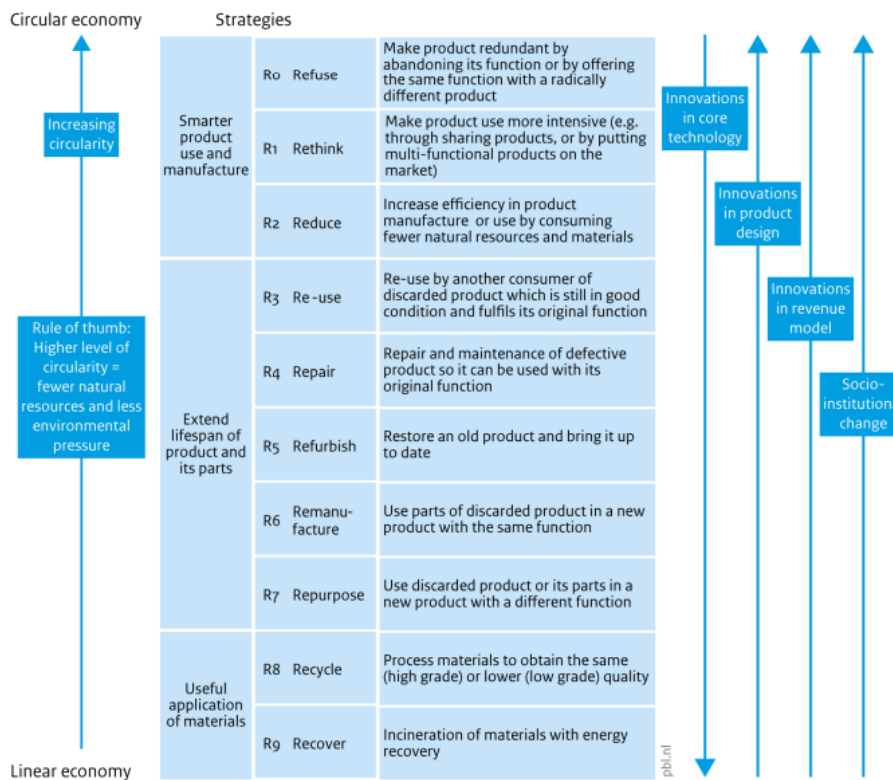 Circular economy
Strategies
Increasing
circularity
Rule of thumb:
Higher level of
circularity =
fewer natural
resources and less
environmental
pressure
Linear economy
Smarter
product
use and
manufacture
R0 Refuse
Make product redundant by
abandoning its function or by offering
the same function with a radically
different product
R1 Rethink
Make product use more intensive (e.g.
through sharing products, or by putting
multi-functional products on the
market)
R2 Reduce
Increase efficiency in product
manufacture or use by consuming
fewer natural resources and materials
Extend
lifespan of
product and
its parts
R3 Re-use
Re-use by another consumer of
discarded product which is still in good
condition and fulfils its original function
R4 Repair
Repair and maintenance of defective
product so it can be used with its
original function
R5 Refurbish
Restore an old product and bring it up
to date
R6 Remanu-
facture
Use parts of discarded product in a new
product with the same function
R7 Repurpose
Use discarded product or its parts in a
new product with a different function
Useful
application
of materials
R8 Recycle
Process materials to obtain the same
(high grade) or lower (low grade) quality
R9 Recover
Incineration of materials with energy
recovery
pbl.nl
Innovations
in core
technology
Innovations
in product
design
Innovations
in revenue
model
Socio-
institutiona
change